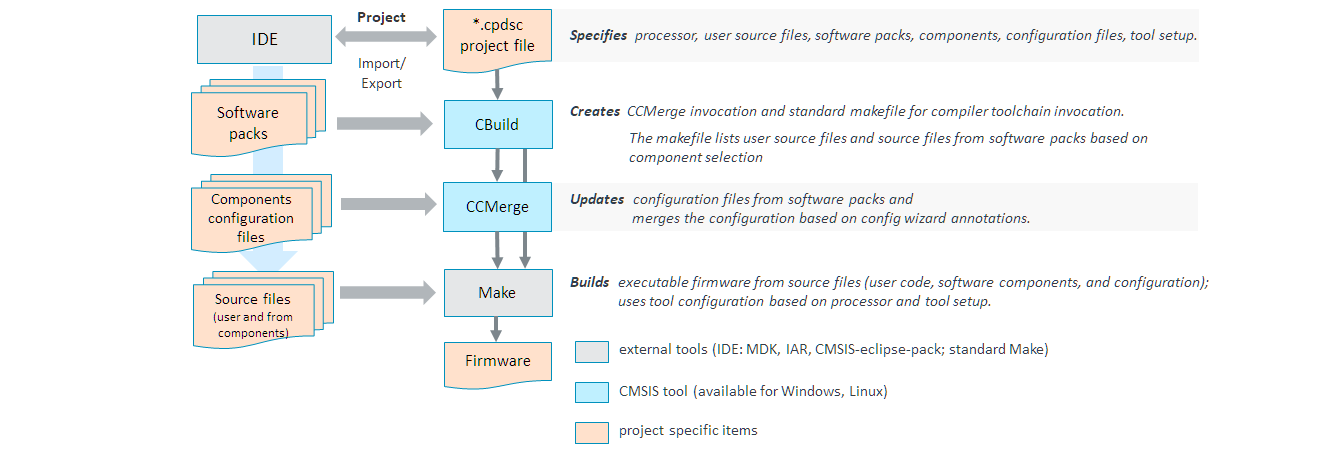 IDE
Project
Import/
Export
*.cpdsc
project file
Specifies processor, user source files, software packs, components, configuration files, tool setup.
Software
packs
CBuild
Creates CCMerge invocation and standard makefile for compiler toolchain invocation.
The makefile lists user source files and source files from software packs based on
component selection
Components
configuration
files
CCMerge
Updates configuration files from software packs and
merges the configuration based on config wizard annotations.
Source files
(user and from
components)
Make
Builds executable firmware from source files (user code, software components, and configuration);
uses tool configuration based on processor and tool setup.
Firmware
external tools (IDE: MDK, IAR, CMSIS-eclipse-pack; standard Make)
CMSIS tool (available for Windows, Linux)
project specific items